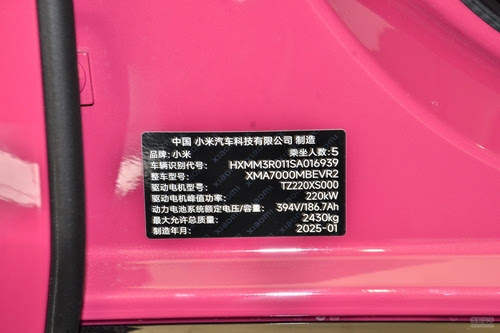 中国 小米汽车科技有限公司 制造
品牌: 小米 乘坐人数: 5
车辆识别代号: HXMM3R011SA016939
整车型号: XMA7000MBEVR2
驱动电机型号: TZ220XS000
驱动电机峰值功率: 220kW
动力电池系统额定电压/容量: 394V/186.7Ah
最大允许总质量: 2430kg
制造年月: 2025-01